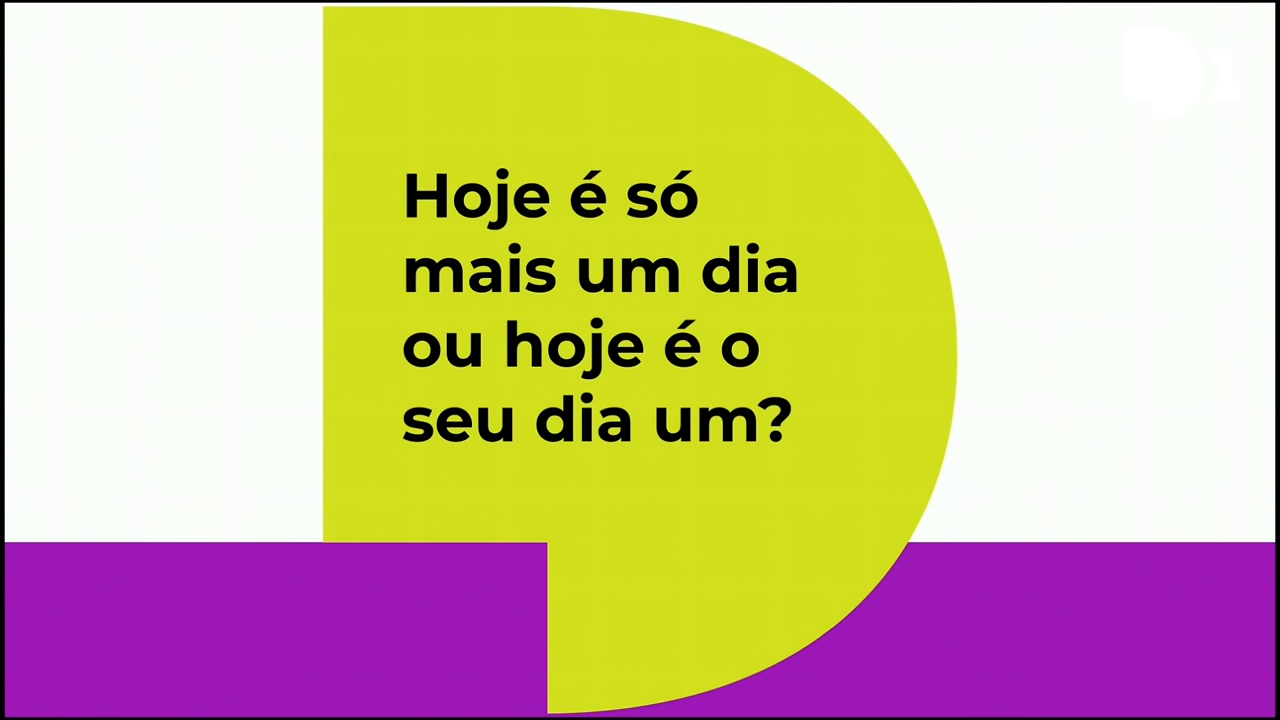 Hoje é só
mais um dia
ou hoje é o
seu dia um?